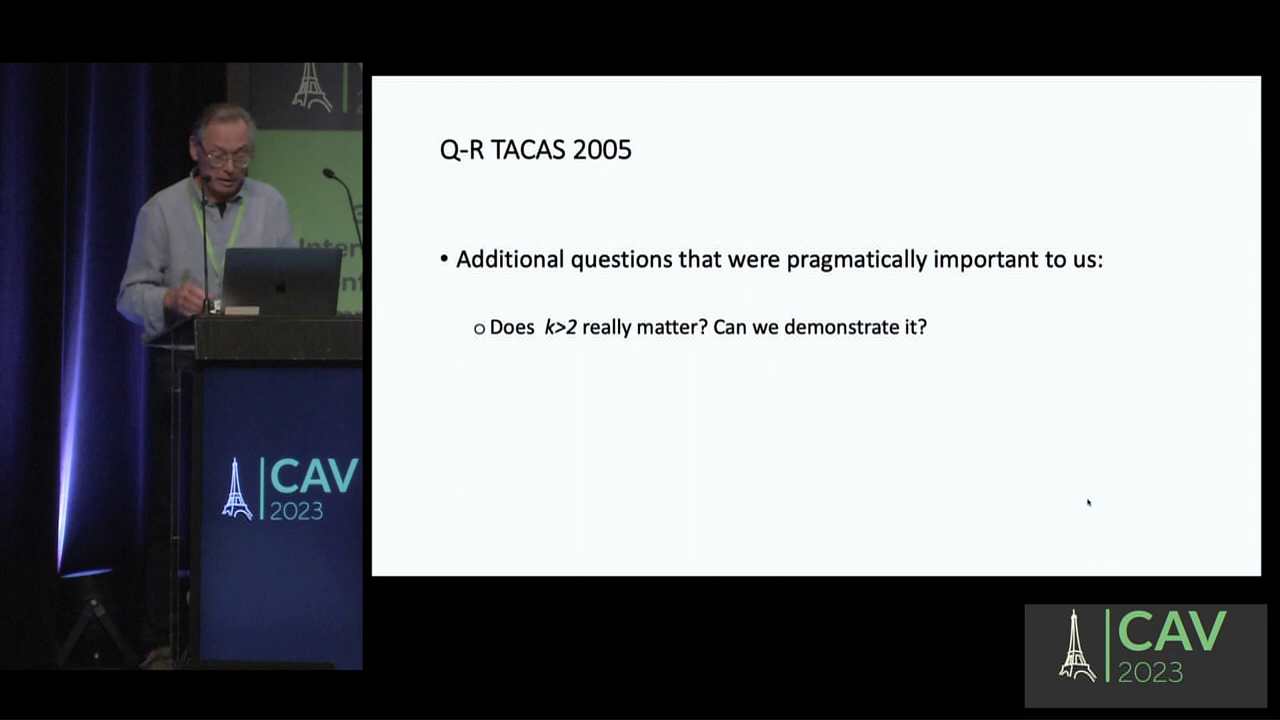 Q-R TACAS 2005
• Additional questions that were pragmatically important to us:
o Does k>2 really matter? Can we demonstrate it?
Inter
CAV
2023
CAV
2023